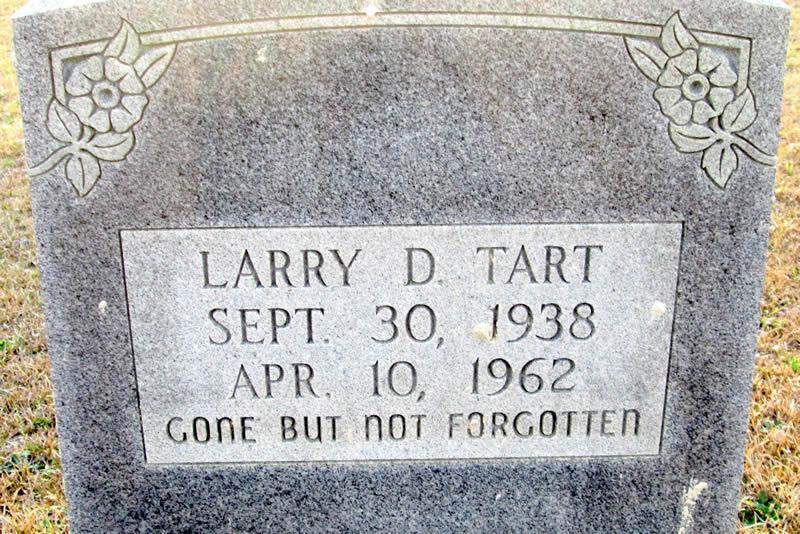 LARRY D. TART
SEPT. 30, 1938
APR. 10, 1962
GONE BUT NOT FORGOTTEN